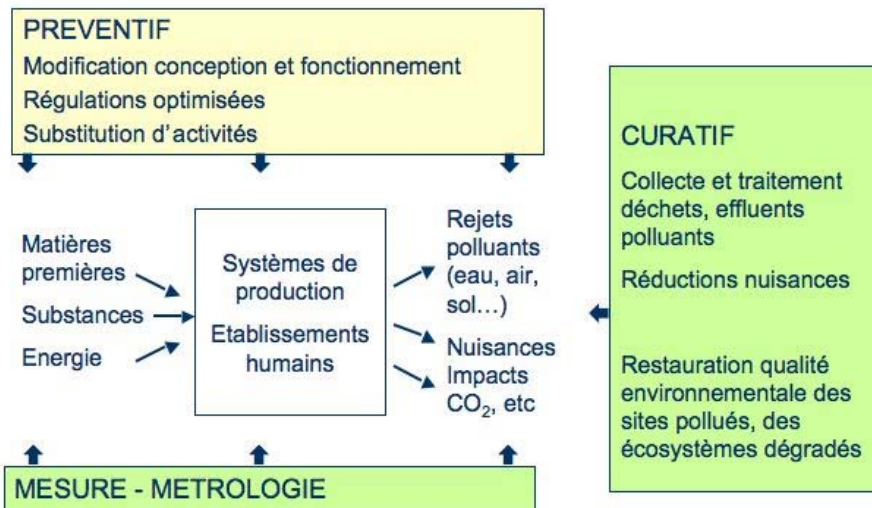 PREVENTIF
Modification conception et fonctionnement
Régulations optimisées
Substitution d'activités
Matières
premières
Substances
Energie
Systèmes de
production
Etablissements
humains
Rejets
polluants
(eau, air,
sol…)
Nuisances
Impacts
CO₂, etc
CURATIF
Collecte et traitement
déchets, effluents
polluants
Réductions nuisances
Restauration qualité
environnementale des
sites pollués, des
écosystèmes dégradés
MESURE - METROLOGIE